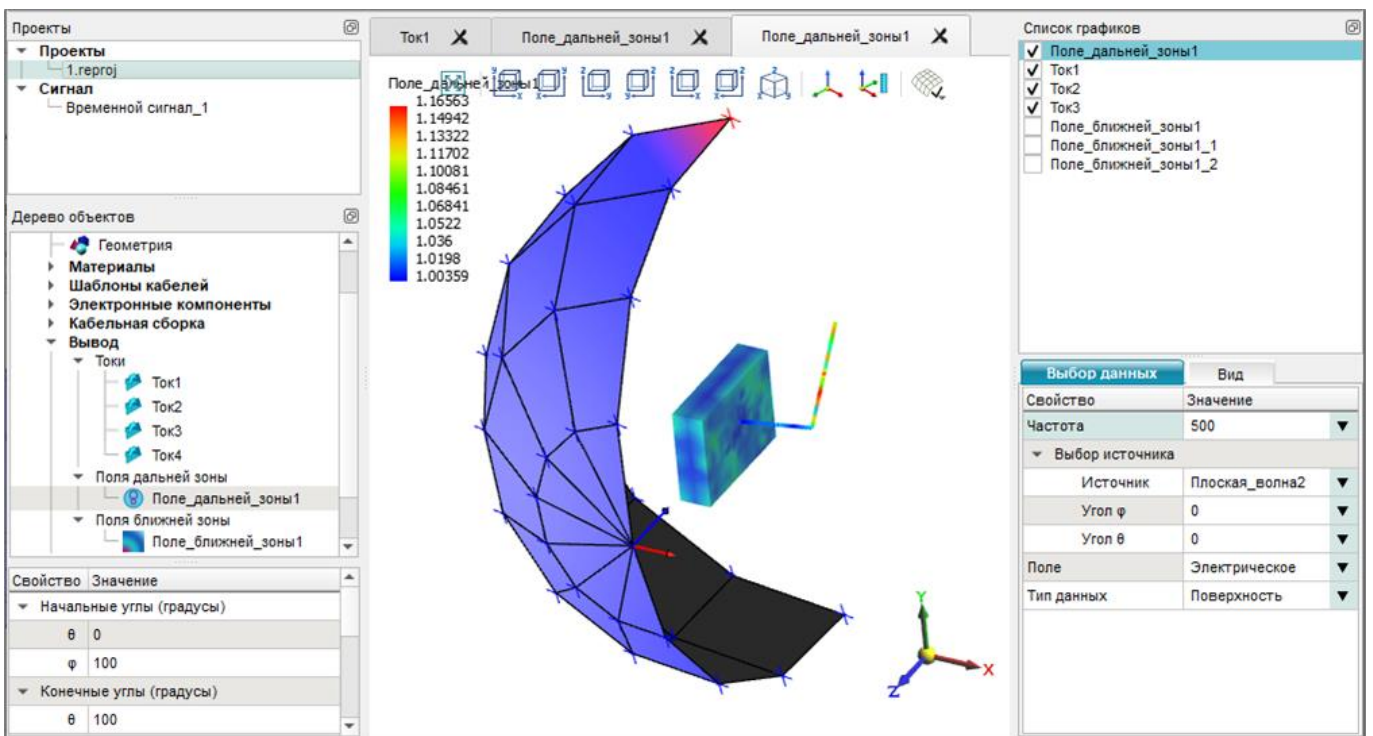 Проекты
Проекты
1.reproj
Сигнал
Временной сигнал_1
Дерево объектов
Геометрия
Материалы
Шаблоны кабелей
Электронные компоненты
Кабельная сборка
Вывод
Токи
Ток1
Ток2
Ток3
Ток4
Поля дальней зоны
Поле_дальней_зоны1
Поля ближней зоны
Поле_ближней_зоны1
Свойство Значение
Начальные углы (градусы)
θ 0
φ 100
Конечные углы (градусы)
θ 100
Ток1 Поле_дальней_зоны1 Поле_дальней_зоны1
Поле_дальней_зоны1
1.16563
1.14942
1.13322
1.11702
1.10081
1.08461
1.06841
1.0522
1.036
1.0198
1.00359
Y
X
Z
Список графиков
Поле_дальней_зоны1
Ток1
Ток2
Ток3
Поле_ближней_зоны1
Поле_ближней_зоны1_1
Поле_ближней_зоны1_2
Выбор данных Вид
Свойство Значение
Частота 500
Выбор источника
Источник Плоская_волна2
Угол φ 0
Угол θ 0
Поле Электрическое
Тип данных Поверхность